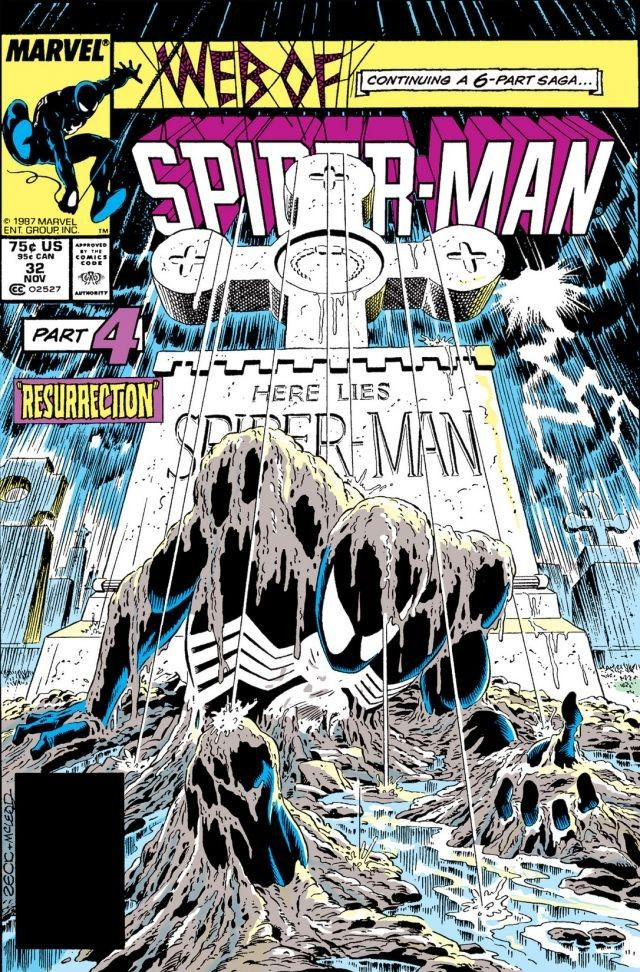 MARVEL®
WEB OF
CONTINUING A 6-PART SAGA...
SPIDER-MAN®
© 1987 MARVEL
ENT. GROUP, INC.
TM
75¢ US
95¢ CAN
32
NOV
CC 02527
APPROVED
BY THE
COMICS
CODE
AUTHORITY
PART 4
"RESURRECTION"
HERE LIES
SPIDER-MAN
ZECK + MCLEOD